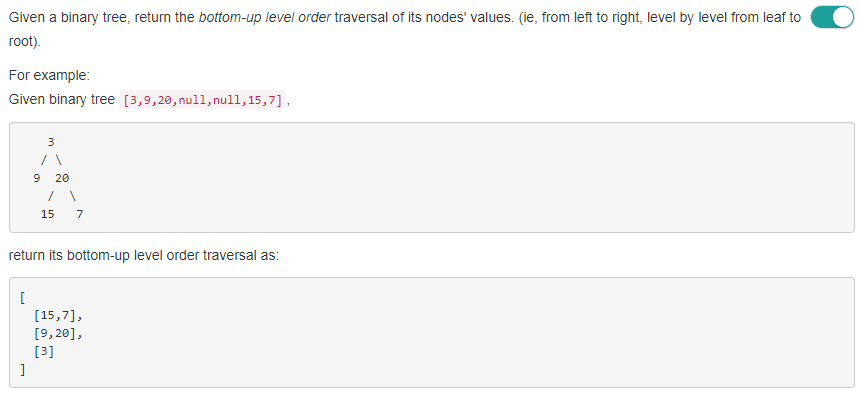 Given a binary tree, return the bottom-up level order traversal of its nodes' values. (ie, from left to right, level by level from leaf to
root).
For example:
Given binary tree [3,9,20,null,null,15,7],
    3
   / \
  9  20
    /  \
   15   7
return its bottom-up level order traversal as:
[
  [15,7],
  [9,20],
  [3]
]